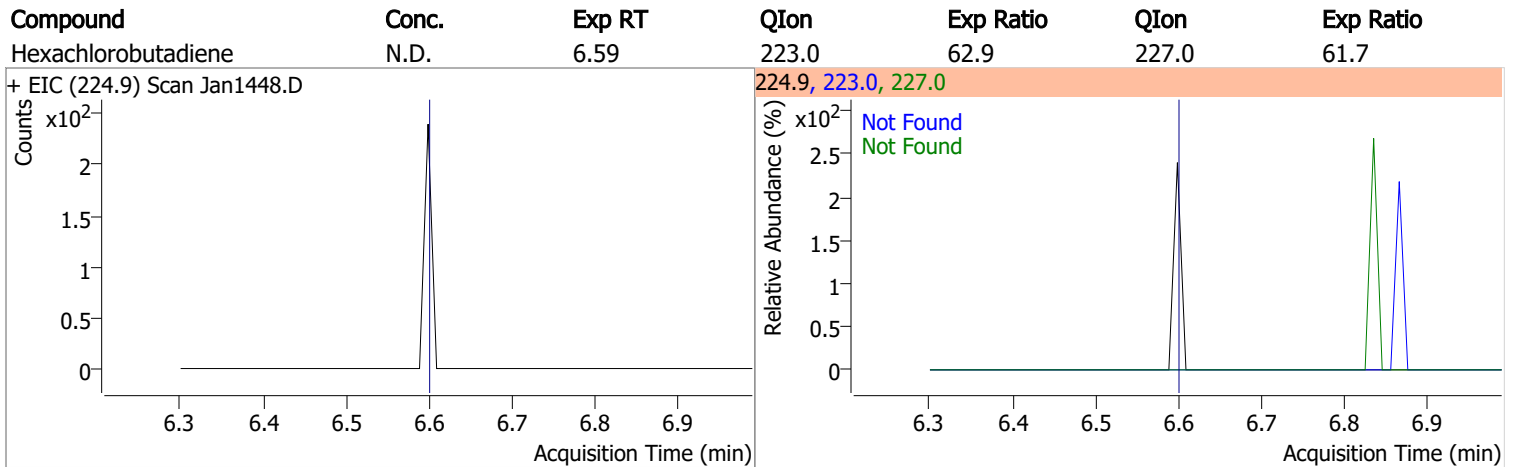 Compound Conc. Exp RT QIon Exp Ratio QIon Exp Ratio
Hexachlorobutadiene N.D. 6.59 223.0 62.9 227.0 61.7
+ EIC (224.9) Scan Jan1448.D
Counts
x10²
2
1.5
1
0.5
0
6.3 6.4 6.5 6.6 6.7 6.8 6.9
Acquisition Time (min)
224.9, 223.0, 227.0
Relative Abundance (%)
x10²
Not Found
Not Found
2.5
2
1.5
1
0.5
0
6.3 6.4 6.5 6.6 6.7 6.8 6.9
Acquisition Time (min)